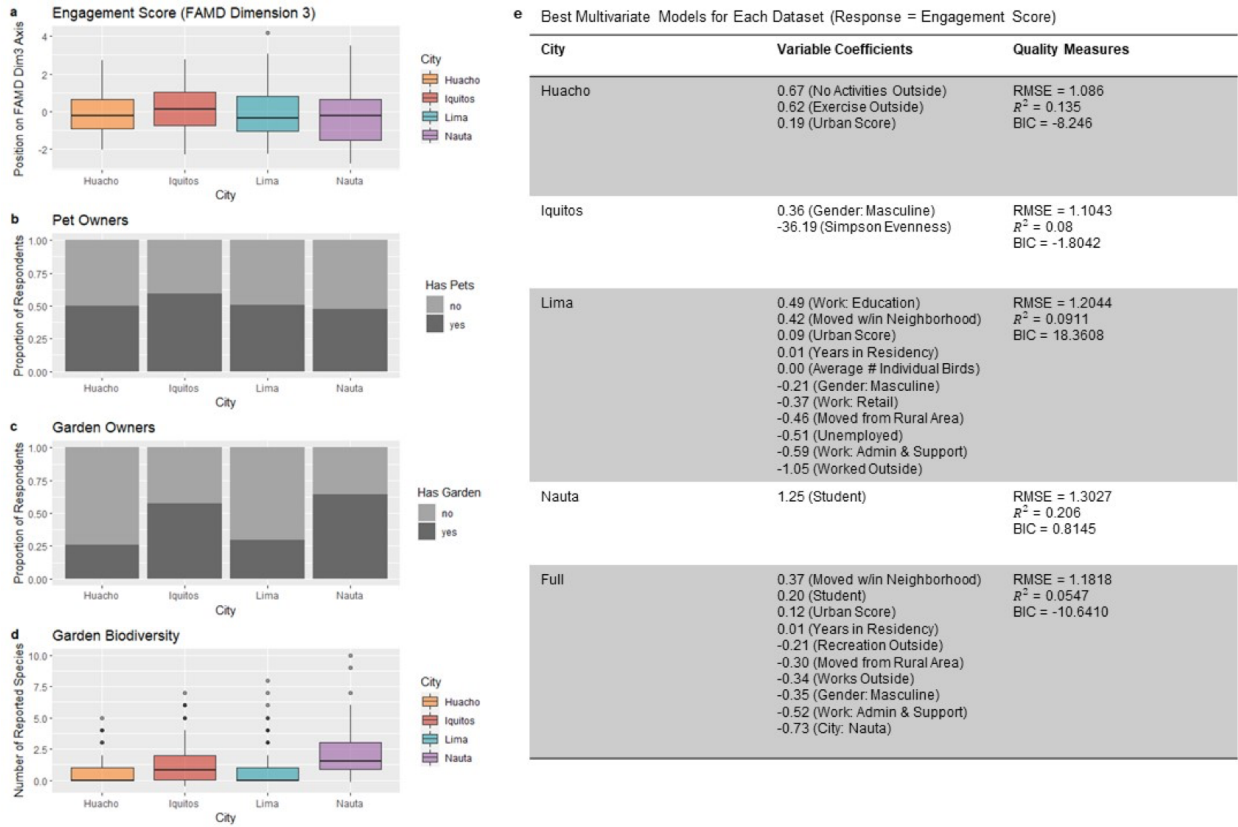 a Engagement Score (FAMD Dimension 3)
Position on FAMD Dim3 Axis
4
2
0
-2
Huacho Iquitos Lima Nauta
City
City
Huacho
Iquitos
Lima
Nauta
b Pet Owners
Proportion of Respondents
1.00
0.75
0.50
0.25
0.00
Huacho Iquitos Lima Nauta
City
Has Pets
no
yes
c Garden Owners
Proportion of Respondents
1.00
0.75
0.50
0.25
0.00
Huacho Iquitos Lima Nauta
City
Has Garden
no
yes
d Garden Biodiversity
Number of Reported Species
10.0
7.5
5.0
2.5
0.0
Huacho Iquitos Lima Nauta
City
City
Huacho
Iquitos
Lima
Nauta
e Best Multivariate Models for Each Dataset (Response = Engagement Score)
City Variable Coefficients Quality Measures
Huacho 0.67 (No Activities Outside) RMSE = 1.086
0.62 (Exercise Outside) R² = 0.135
0.19 (Urban Score) BIC = -8.246
Iquitos 0.36 (Gender: Masculine) RMSE = 1.1043
-36.19 (Simpson Evenness) R² = 0.08
BIC = -1.8042
Lima 0.49 (Work: Education) RMSE = 1.2044
0.42 (Moved w/in Neighborhood) R² = 0.0911
0.09 (Urban Score) BIC = 18.3608
0.01 (Years in Residency)
0.00 (Average # Individual Birds)
-0.21 (Gender: Masculine)
-0.37 (Work: Retail)
-0.46 (Moved from Rural Area)
-0.51 (Unemployed)
-0.59 (Work: Admin & Support)
-1.05 (Worked Outside)
Nauta 1.25 (Student) RMSE = 1.3027
R² = 0.206
BIC = 0.8145
Full 0.37 (Moved w/in Neighborhood) RMSE = 1.1818
0.20 (Student) R² = 0.0547
0.12 (Urban Score) BIC = -10.6410
0.01 (Years in Residency)
-0.21 (Recreation Outside)
-0.30 (Moved from Rural Area)
-0.34 (Works Outside)
-0.35 (Gender: Masculine)
-0.52 (Work: Admin & Support)
-0.73 (City: Nauta)